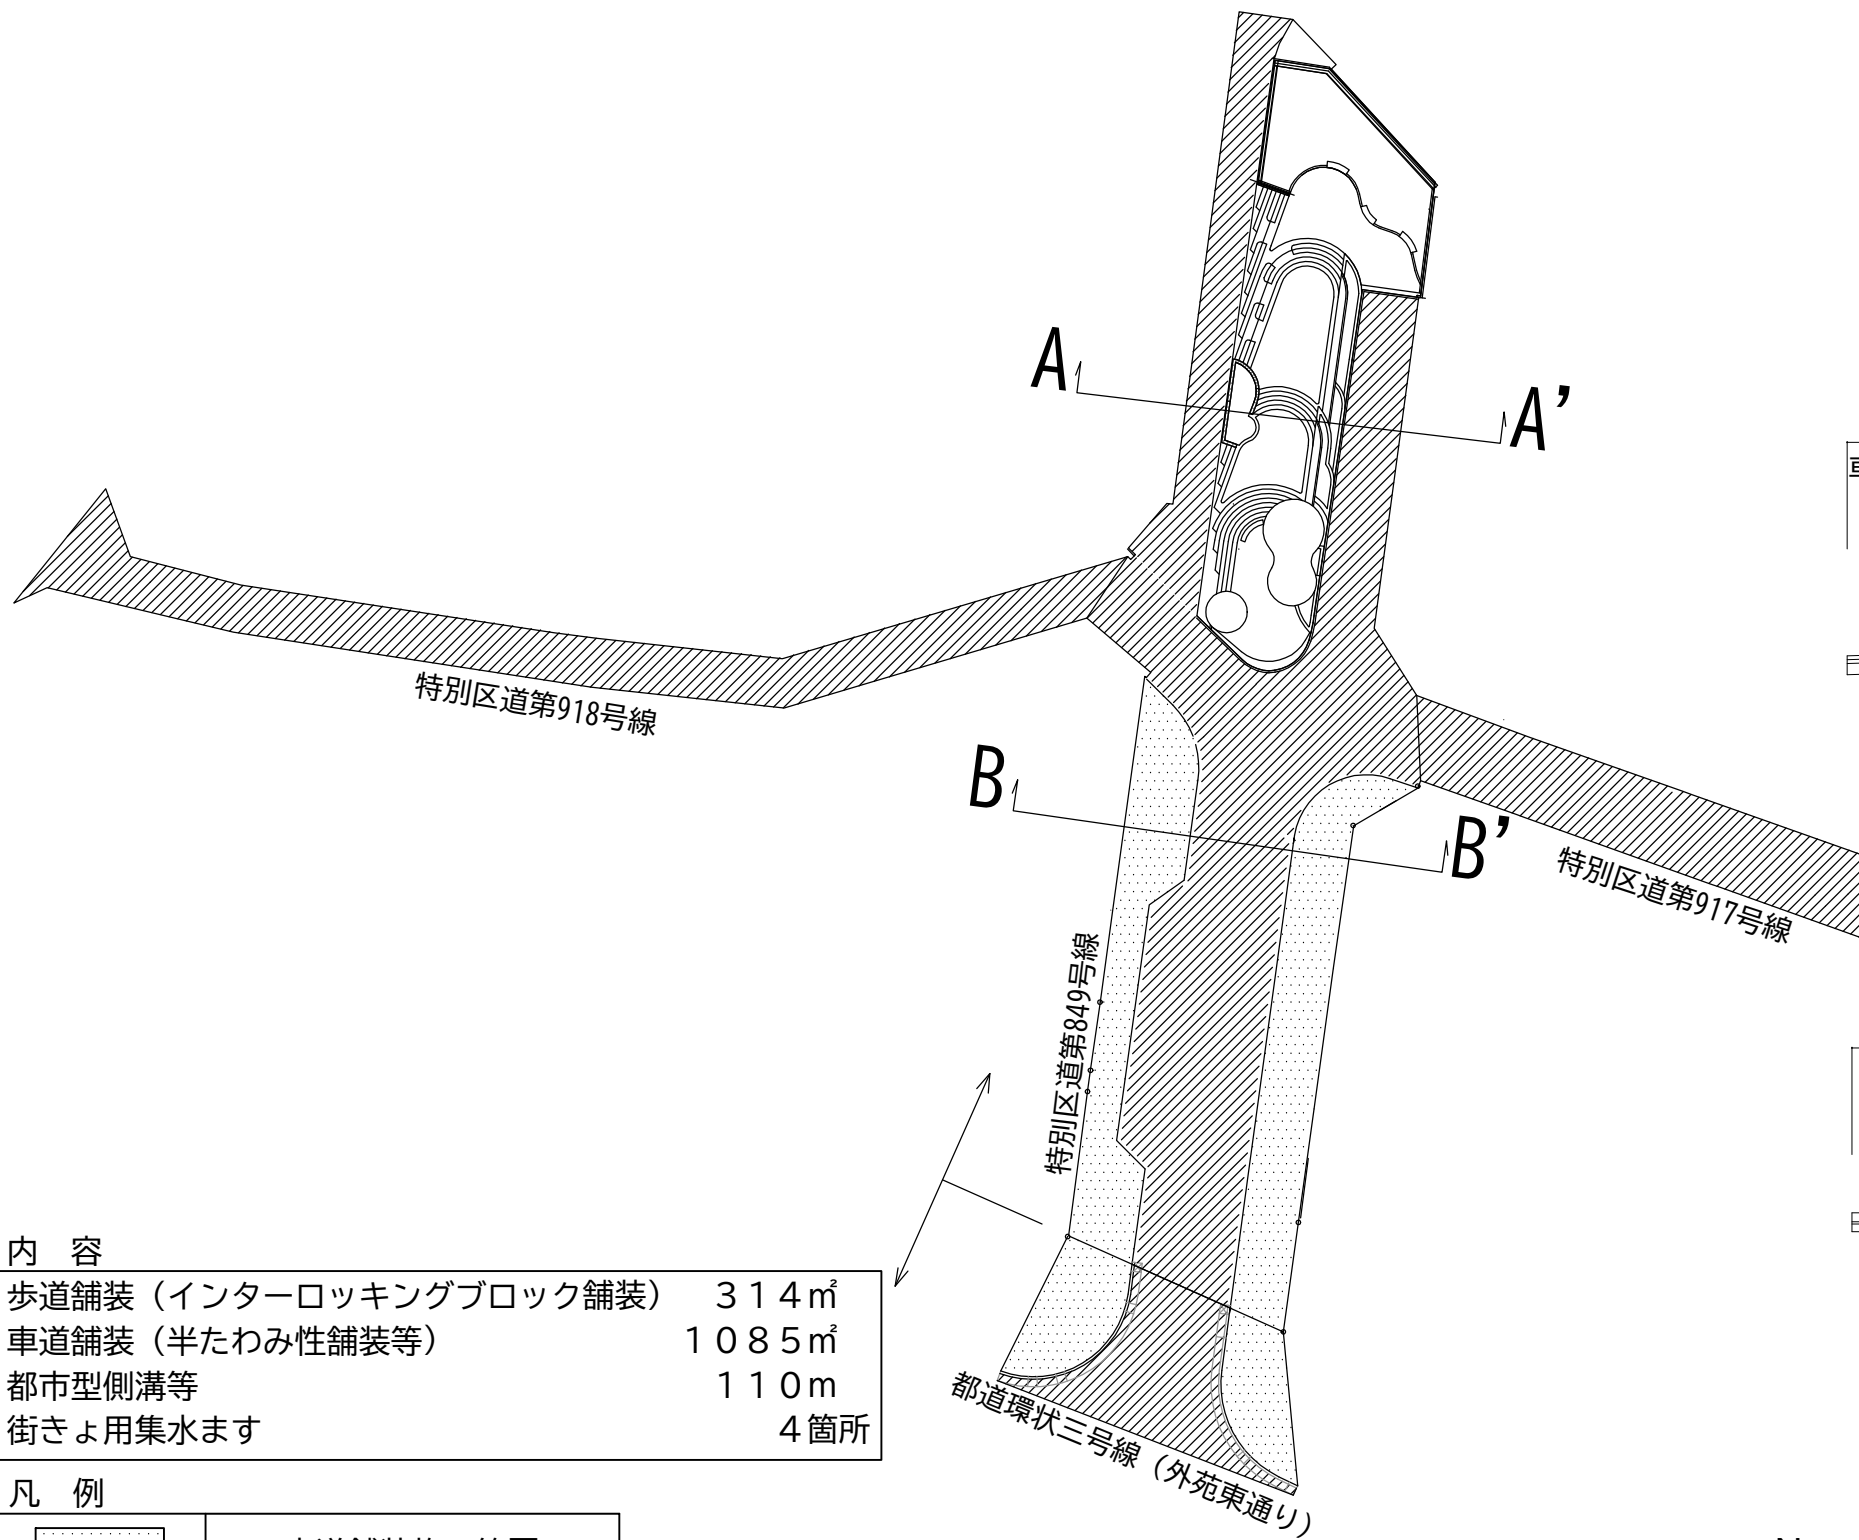 A
A’
特別区道第918号線
B
B’
特別区道第917号線
特別区道第849号線
内　容
歩道舗装（インターロッキングブロック舗装）　３１４㎡
車道舗装（半たわみ性舗装等）　１０８５㎡
都市型側溝等　１１０ｍ
街きょ用集水ます　４箇所
都道環状三号線（外苑東通り）
凡　例